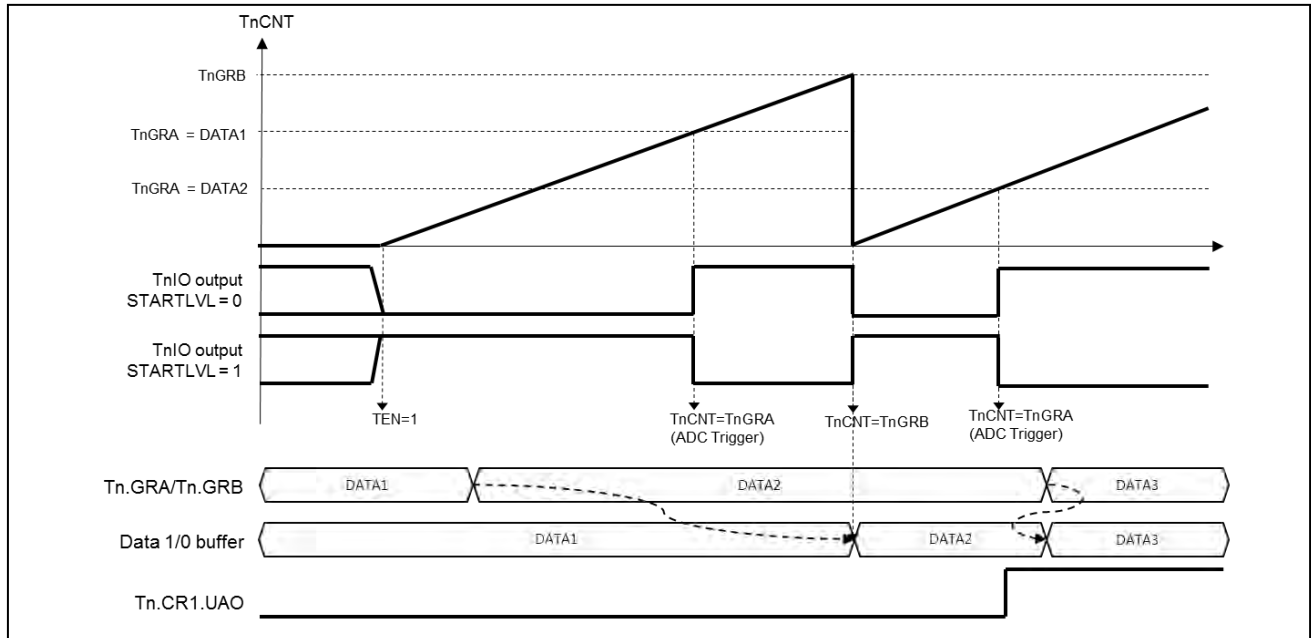 TnCNT
TnGRB
TnGRA = DATA1
TnGRA = DATA2
TnIO output
STARTLVL = 0
TnIO output
STARTLVL = 1
TEN=1
TnCNT=TnGRA
(ADC Trigger)
TnCNT=TnGRB
TnCNT=TnGRA
(ADC Trigger)
Tn.GRA/Tn.GRB
DATA1
DATA2
DATA3
Data 1/0 buffer
DATA1
DATA2
DATA3
Tn.CR1.UAO